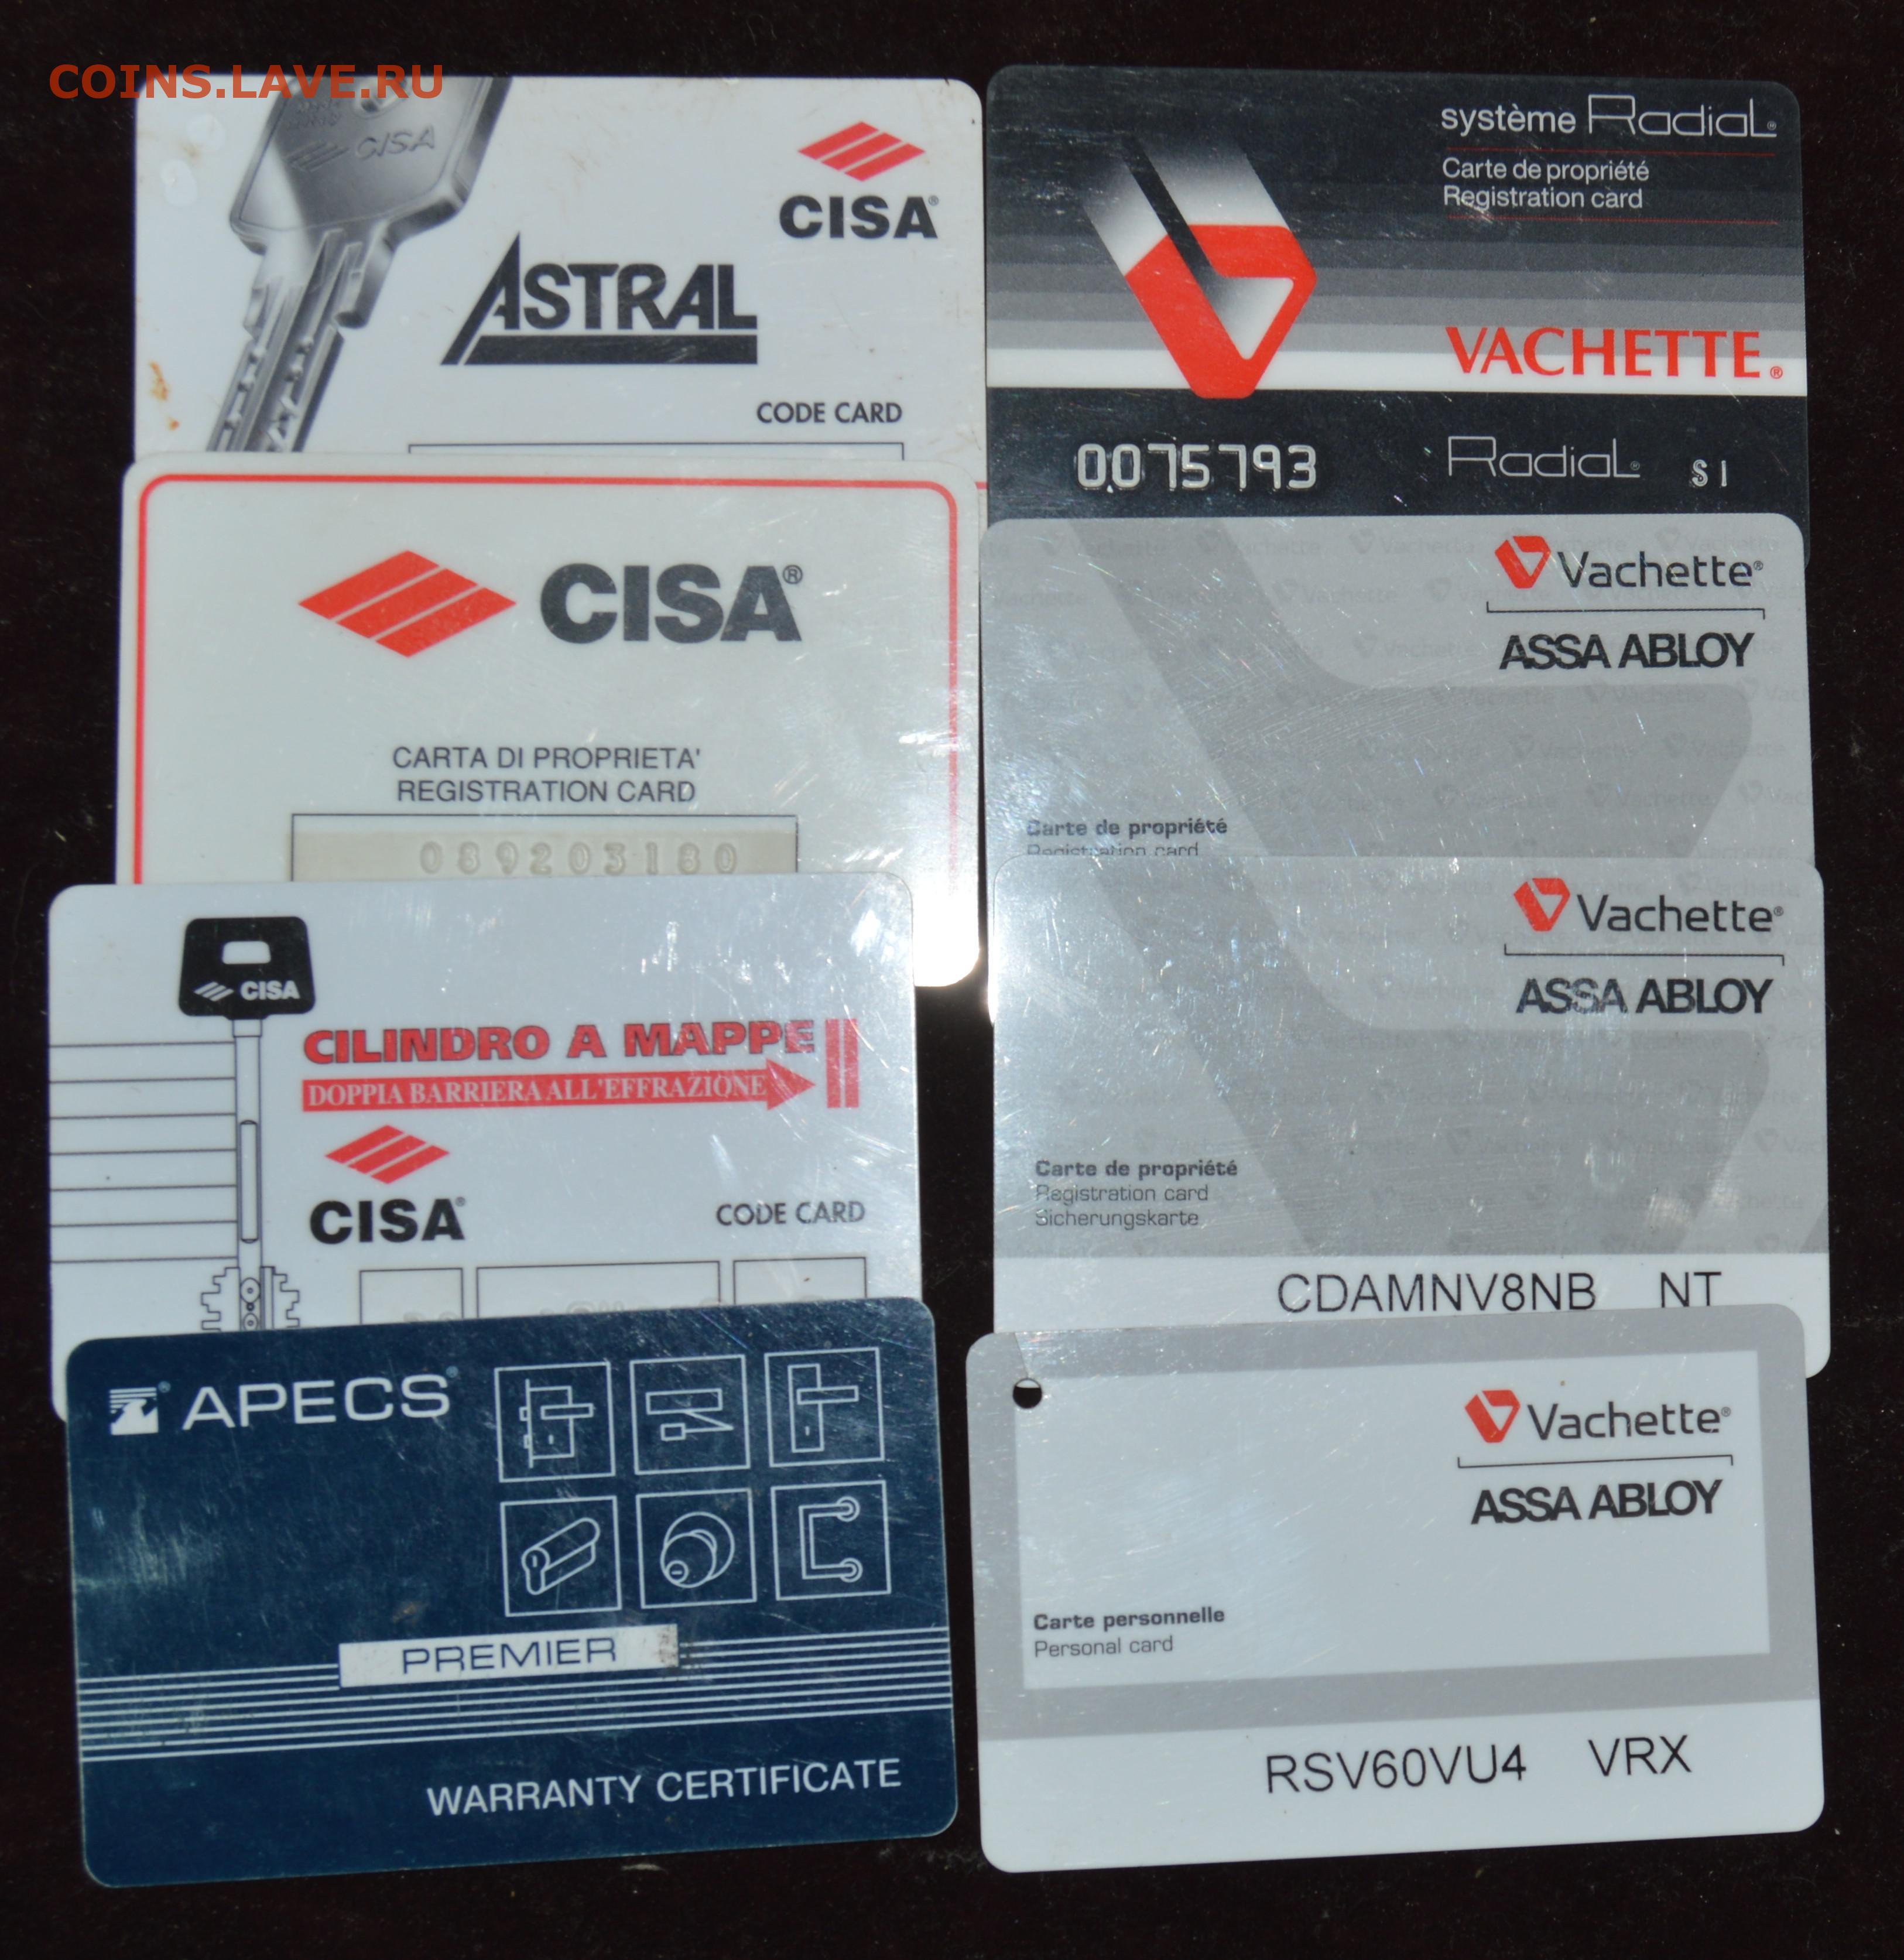 COINS.LAVE.RU
CISA
CISA®
ASTRAL
CODE CARD
CISA®
CARTA DI PROPRIETA'
REGISTRATION CARD
089203180
CISA
CILINDRO A MAPPE
DOPPIA BARRIERA ALL'EFFRAZIONE
CISA®
CODE CARD
APECS®
PREMIER
WARRANTY CERTIFICATE
système Radial®
Carte de propriété
Registration card
VACHETTE®
0075793 Radial® S1
Vachette®
ASSA ABLOY
Carte de propriété
Registration card
Vachette®
ASSA ABLOY
Carte de propriété
Registration card
Sicherungskarte
CDAMNV8NB NT
Vachette®
ASSA ABLOY
Carte personnelle
Personal card
RSV60VU4 VRX